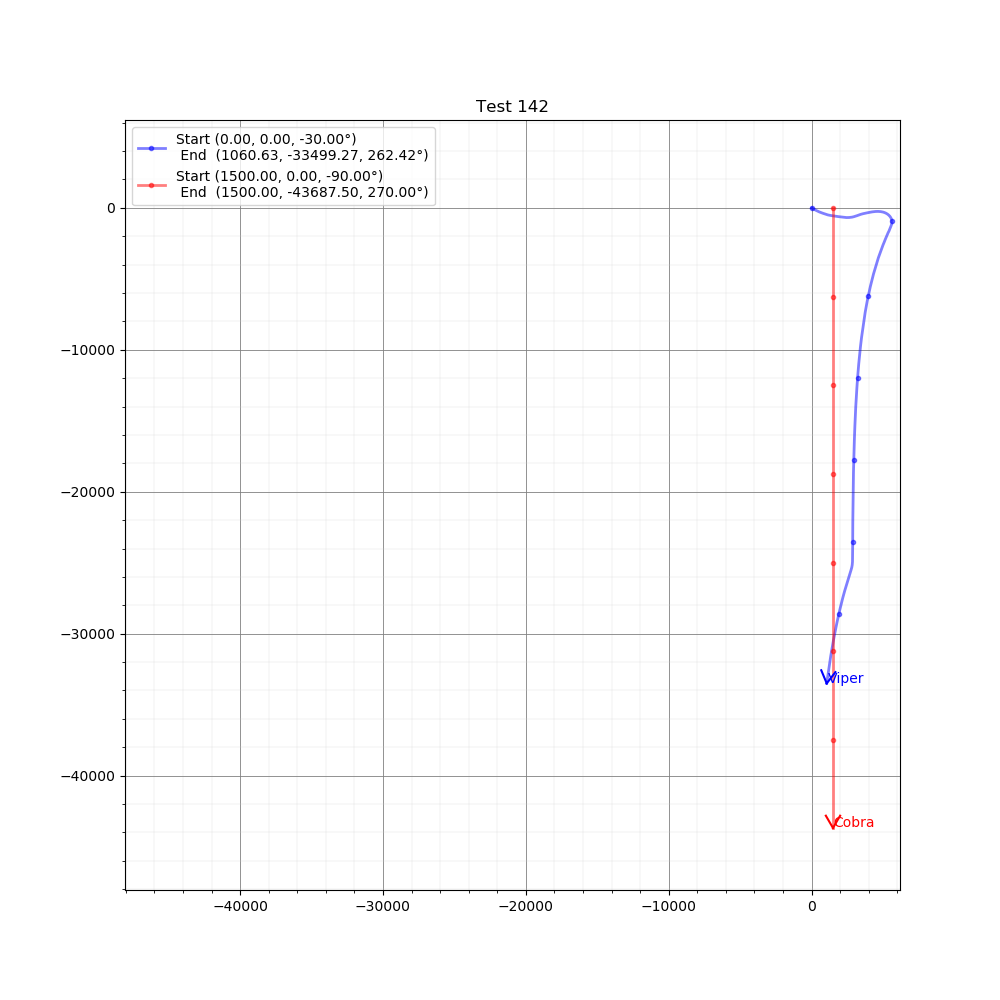 Test 142
Start (0.00, 0.00, -30.00°)
End (1060.63, -33499.27, 262.42°)
Start (1500.00, 0.00, -90.00°)
End (1500.00, -43687.50, 270.00°)
0
−10000
−20000
−30000
−40000
Viper
Cobra
−40000 −30000 −20000 −10000 0